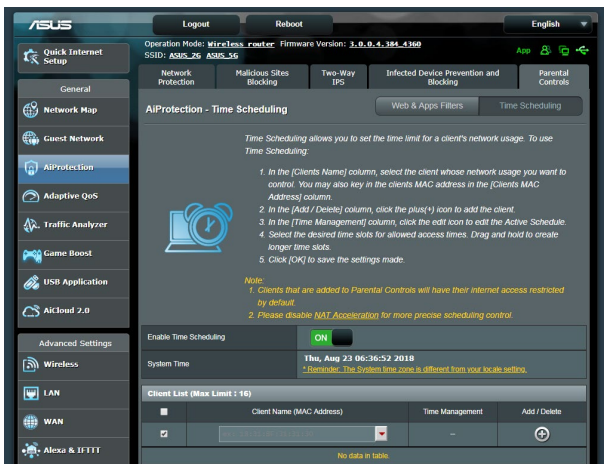 ASUS
Logout
Reboot
English
Quick Internet
Setup
General
Network Map
Guest Network
AiProtection
Adaptive QoS
Traffic Analyzer
Game Boost
USB Application
AiCloud 2.0
Advanced Settings
Wireless
LAN
WAN
Alexa & IFTTT
Operation Mode: Wireless router Firmware Version: 3.0.0.4.384_4360
SSID: ASUS_2G ASUS_5G
App
Network
Protection
Malicious Sites
Blocking
Two-Way
IPS
Infected Device Prevention and
Blocking
Parental
Controls
AiProtection - Time Scheduling
Web & Apps Filters
Time Scheduling
Time Scheduling allows you to set the time limit for a client's network usage. To use
Time Scheduling:
1. In the [Clients Name] column, select the client whose network usage you want to
control. You may also key in the clients MAC address in the [Clients MAC
Address] column.
2. In the [Add / Delete] column, click the plus(+) icon to add the client.
3. In the [Time Management] column, click the edit icon to edit the Active Schedule.
4. Select the desired time slots for allowed access times. Drag and hold to create
longer time slots.
5. Click [OK] to save the settings made.
Note:
1. Clients that are added to Parental Controls will have their internet access restricted
by default.
2. Please disable NAT Acceleration for more precise scheduling control.
Enable Time Scheduling
ON
System Time
Thu, Aug 23 06:36:52 2018
* Reminder: The System time zone is different from your locale setting.
Client List (Max Limit : 16)
Client Name (MAC Address)
Time Management
Add / Delete
–
No data in table.